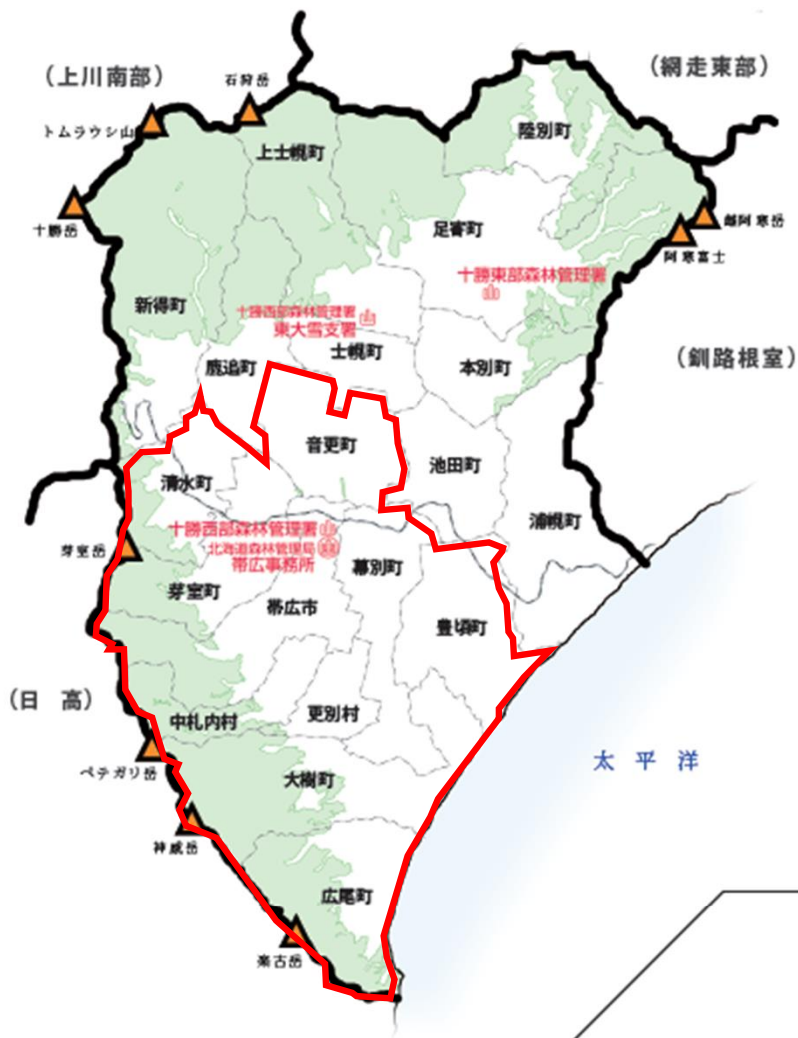 (上川南部)
石狩岳
(網走東部)
トムラウシ山
上士幌町
陸別町
十勝岳
足寄町
雌阿寒岳
阿寒富士
十勝東部森林管理署
新得町
十勝西部森林管理署
東大雪支署
士幌町
鹿追町
本別町
(釧路根室)
音更町
池田町
清水町
浦幌町
十勝西部森林管理署
北海道森林管理局
帯広事務所
芽室岳
幕別町
芽室町
帯広市
豊頃町
(日 高)
中札内村
更別村
太 平 洋
ペテガリ岳
大樹町
神威岳
広尾町
楽古岳